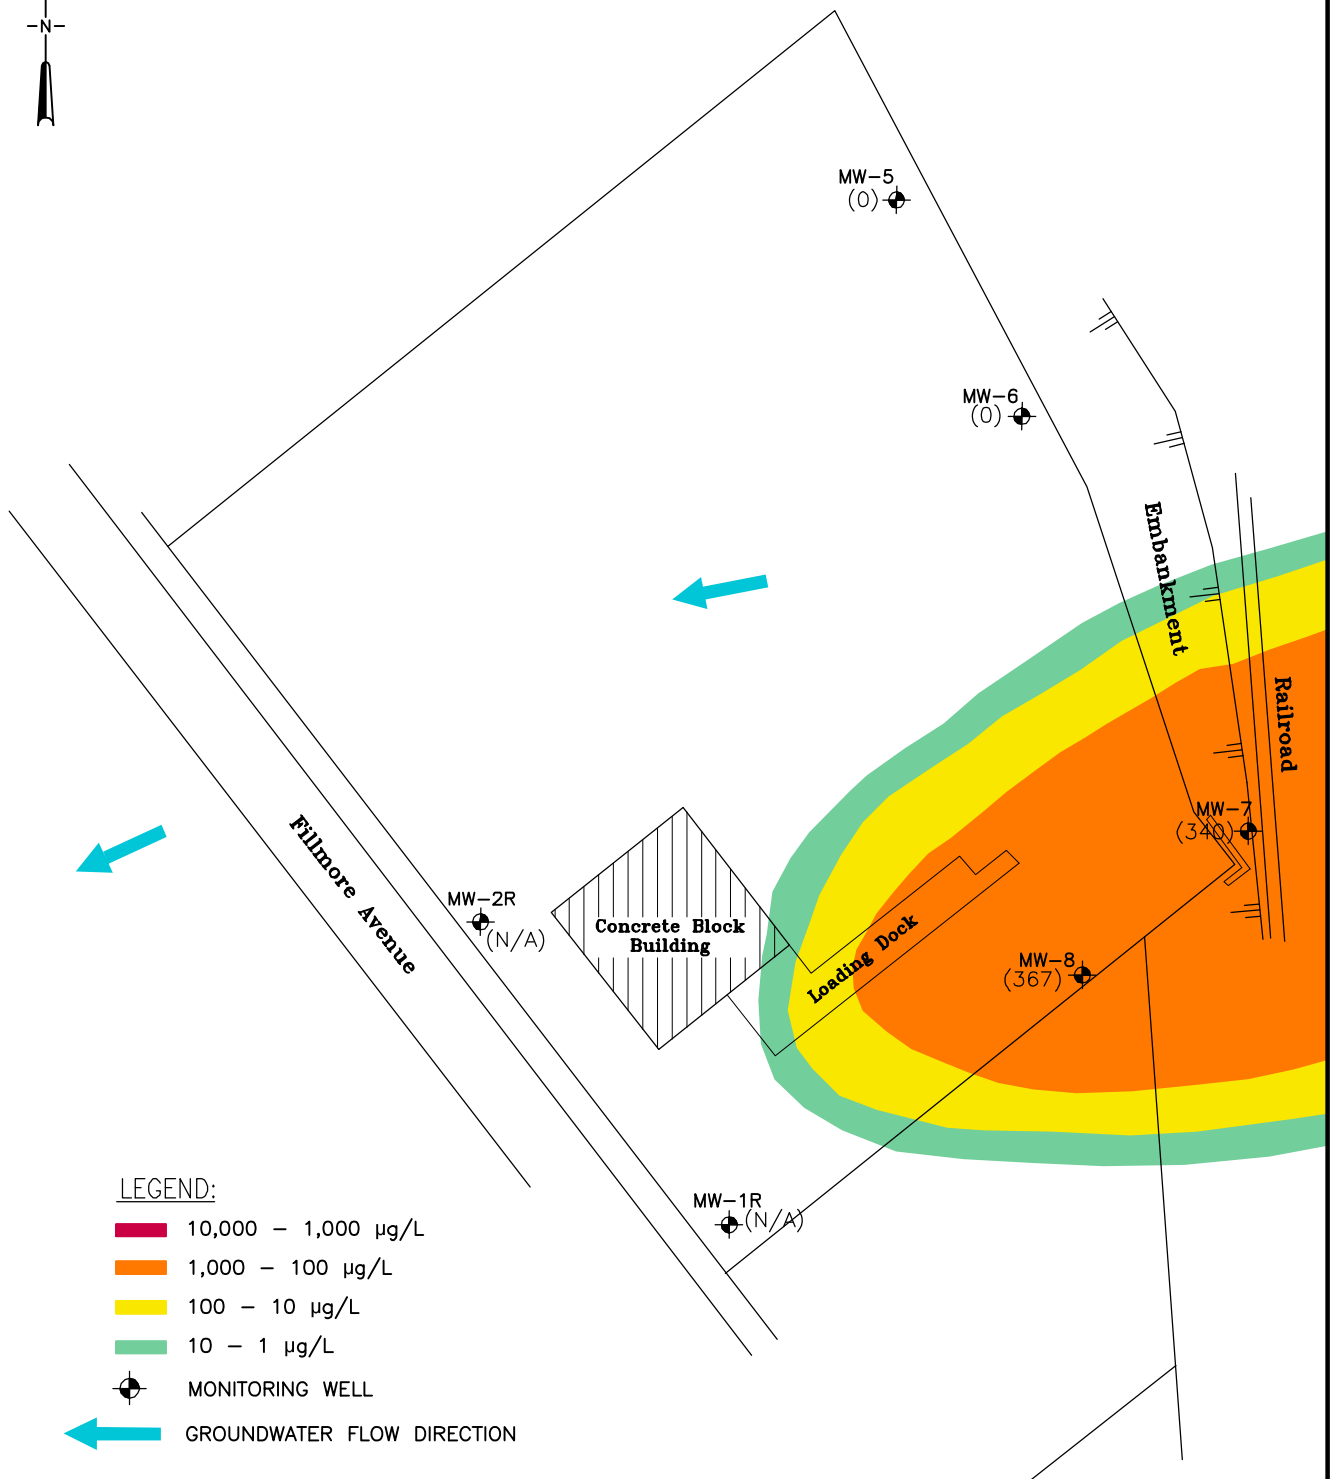 -N-
MW-5
(0)
MW-6
(0)
Embankment
Railroad
MW-7
(340)
Fillmore Avenue
MW-2R
(N/A)
Concrete Block
Building
Loading Dock
MW-8
(367)
MW-1R
(N/A)
LEGEND:
10,000 - 1,000 µg/L
1,000 - 100 µg/L
100 - 10 µg/L
10 - 1 µg/L
MONITORING WELL
GROUNDWATER FLOW DIRECTION